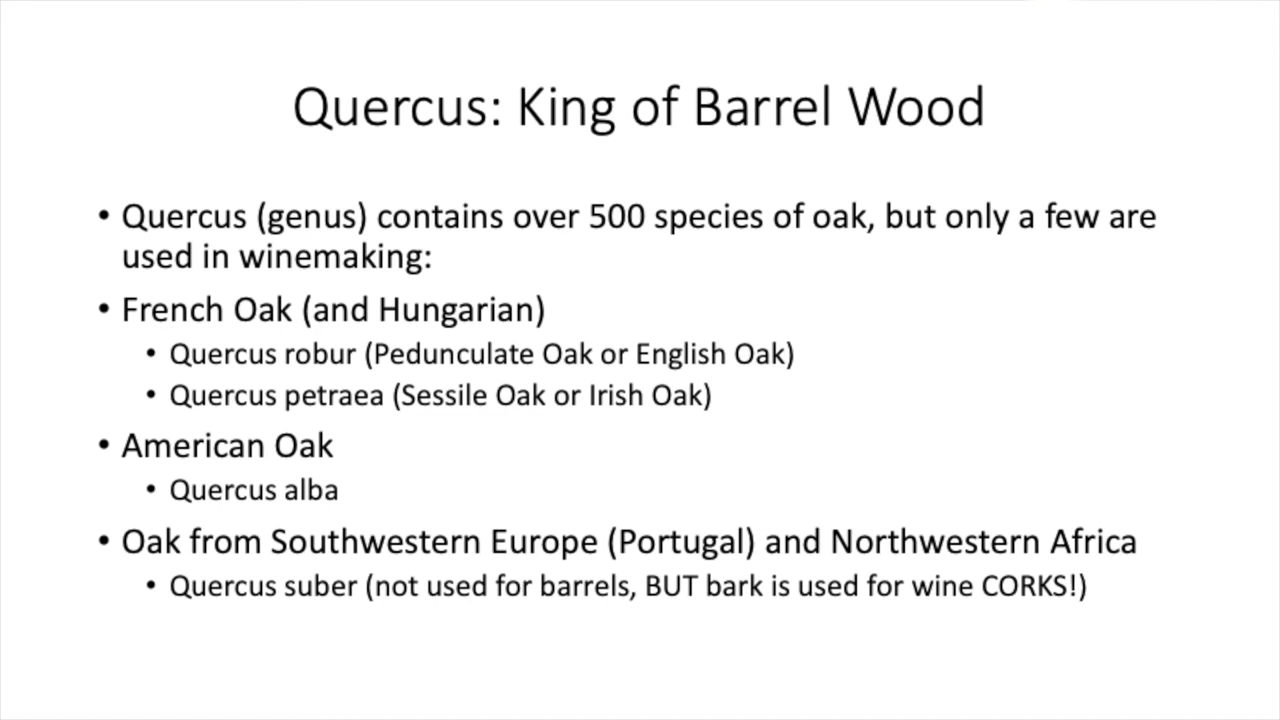 Quercus: King of Barrel Wood
• Quercus (genus) contains over 500 species of oak, but only a few are
used in winemaking:
• French Oak (and Hungarian)
• Quercus robur (Pedunculate Oak or English Oak)
• Quercus petraea (Sessile Oak or Irish Oak)
• American Oak
• Quercus alba
• Oak from Southwestern Europe (Portugal) and Northwestern Africa
• Quercus suber (not used for barrels, BUT bark is used for wine CORKS!)